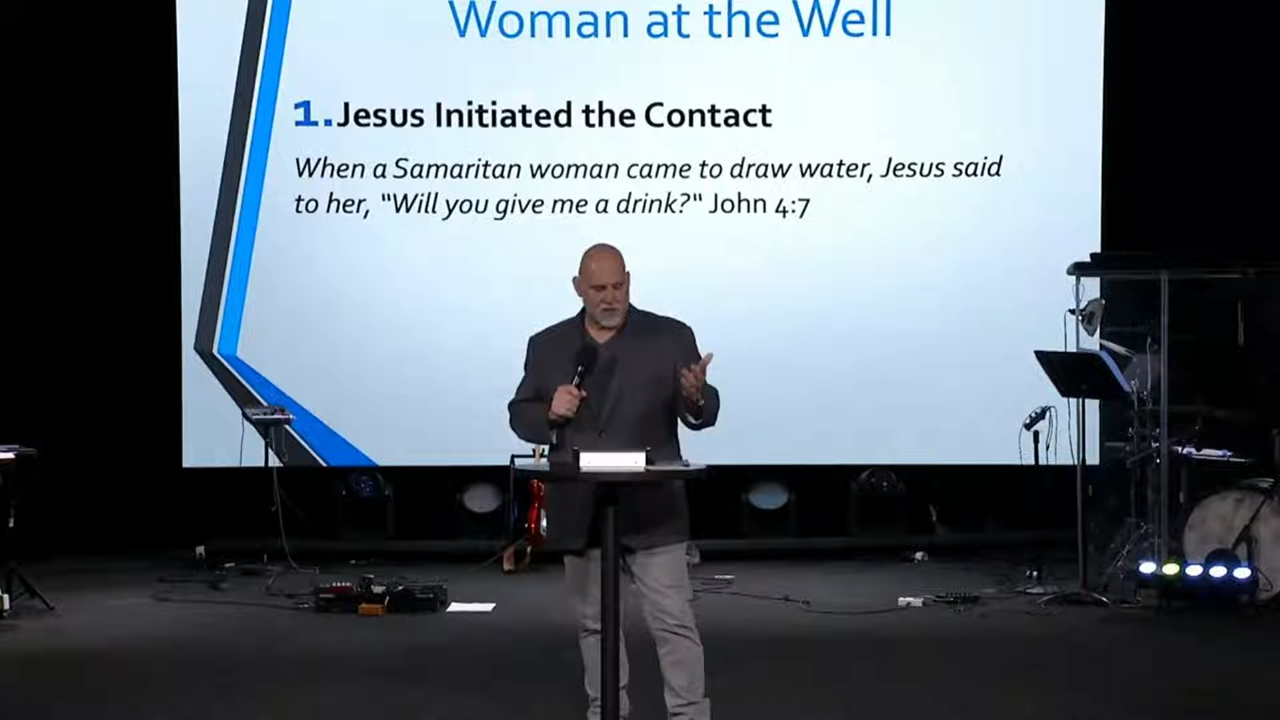 Woman at the Well
1. Jesus Initiated the Contact
When a Samaritan woman came to draw water, Jesus said
to her, "Will you give me a drink?" John 4:7